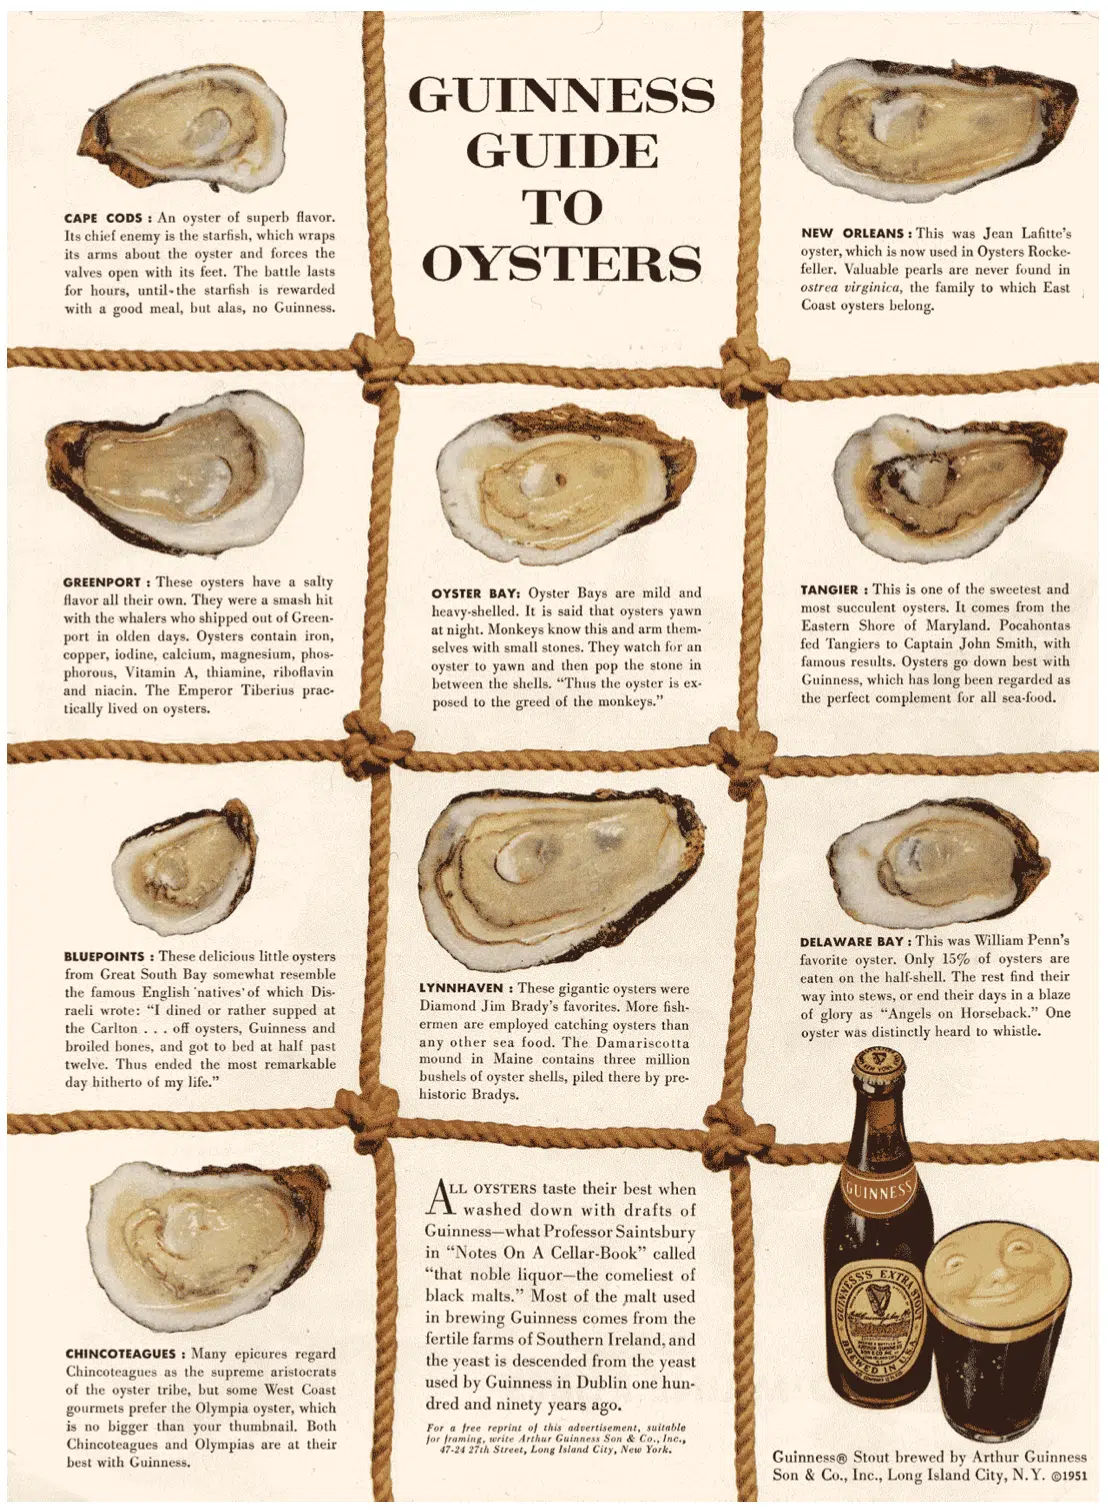 GUINNESS
GUIDE
TO
OYSTERS
CAPE CODS : An oyster of superb flavor.
Its chief enemy is the starfish, which wraps
its arms about the oyster and forces the
valves open with its feet. The battle lasts
for hours, until the starfish is rewarded
with a good meal, but alas, no Guinness.
NEW ORLEANS : This was Jean Lafitte's
oyster, which is now used in Oysters Rocke-
feller. Valuable pearls are never found in
ostrea virginica, the family to which East
Coast oysters belong.
GREENPORT : These oysters have a salty
flavor all their own. They were a smash hit
with the whalers who shipped out of Green-
port in olden days. Oysters contain iron,
copper, iodine, calcium, magnesium, phos-
phorous, Vitamin A, thiamine, riboflavin
and niacin. The Emperor Tiberius prac-
tically lived on oysters.
OYSTER BAY: Oyster Bays are mild and
heavy-shelled. It is said that oysters yawn
at night. Monkeys know this and arm them-
selves with small stones. They watch for an
oyster to yawn and then pop the stone in
between the shells. “Thus the oyster is ex-
posed to the greed of the monkeys.”
TANGIER : This is one of the sweetest and
most succulent oysters. It comes from the
Eastern Shore of Maryland. Pocahontas
fed Tangiers to Captain John Smith, with
famous results. Oysters go down best with
Guinness, which has long been regarded as
the perfect complement for all sea-food.
BLUEPOINTS : These delicious little oysters
from Great South Bay somewhat resemble
the famous English 'natives' of which Dis-
raeli wrote: “I dined or rather supped at
the Carlton . . . off oysters, Guinness and
broiled bones, and got to bed at half past
twelve. Thus ended the most remarkable
day hitherto of my life.”
LYNNHAVEN : These gigantic oysters were
Diamond Jim Brady's favorites. More fish-
ermen are employed catching oysters than
any other sea food. The Damariscotta
mound in Maine contains three million
bushels of oyster shells, piled there by pre-
historic Bradys.
DELAWARE BAY : This was William Penn's
favorite oyster. Only 15% of oysters are
eaten on the half-shell. The rest find their
way into stews, or end their days in a blaze
of glory as “Angels on Horseback.” One
oyster was distinctly heard to whistle.
CHINCOTEAGUES : Many epicures regard
Chincoteagues as the supreme aristocrats
of the oyster tribe, but some West Coast
gourmets prefer the Olympia oyster, which
is no bigger than your thumbnail. Both
Chincoteagues and Olympias are at their
best with Guinness.
ALL OYSTERS taste their best when
washed down with drafts of
Guinness—what Professor Saintsbury
in “Notes On A Cellar-Book” called
“that noble liquor—the comeliest of
black malts.” Most of the malt used
in brewing Guinness comes from the
fertile farms of Southern Ireland, and
the yeast is descended from the yeast
used by Guinness in Dublin one hun-
dred and ninety years ago.
For a free reprint of this advertisement, suitable
for framing, write Arthur Guinness Son & Co., Inc.,
47-24 27th Street, Long Island City, New York.
GUINNESS
GUINNESS'S EXTRA STOUT
BREWED IN U.S.A.
Guinness® Stout brewed by Arthur Guinness
Son & Co., Inc., Long Island City, N.Y. ©1951